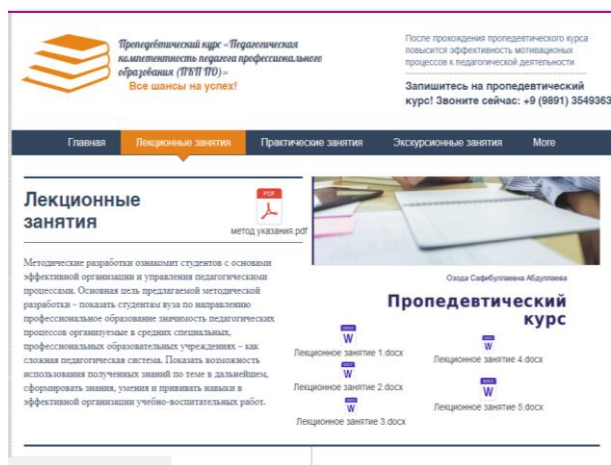 Пропедевтический курс «Педагогическая
компетентность педагога профессионального
образования (ПКП ПО)»
Все шансы на успех!
После прохождения пропедевтического курса
повысится эффективность мотивационых
процессов к педагогической деятельности
Запишитесь на пропедевтический
курс! Звоните сейчас: +9 (9891) 3549363
Главная Лекционные занятия Практические занятия Экскурсионные занятия More
Лекционные
занятия
PDF
метод указания.pdf
Методические разработки ознакомит студентов с основами
эффективной организации и управления педагогическими
процессами. Основная цель предлагаемой методической
разработки – показать студентам вуза по направлению
профессиональное образование значимость педагогических
процессов организуемые в средних специальных,
профессиональных образовательных учреждениях – как
сложная педагогическая система. Показать возможность
использования полученных знаний по теме в дальнейшем,
сформировать знания, умения и прививать навыки в
эффективной организации учебно-воспитательных работ.
Озода Сафибуллаевна Абдуллаева
Пропедевтический
курс
W
Лекционное занятие 1.docx
W
Лекционное занятие 2.docx
W
Лекционное занятие 3.docx
W
Лекционное занятие 4.docx
W
Лекционное занятие 5.docx